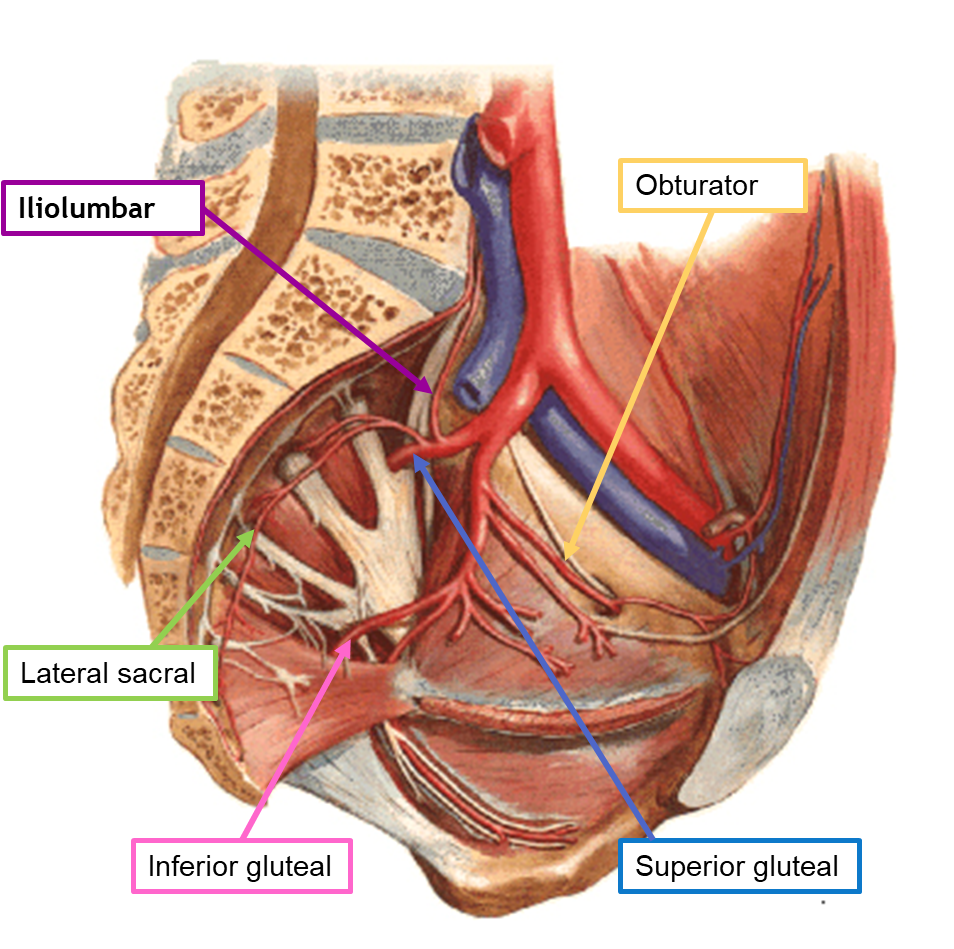 Obturator
Iliolumbar
Lateral sacral
Inferior gluteal
Superior gluteal